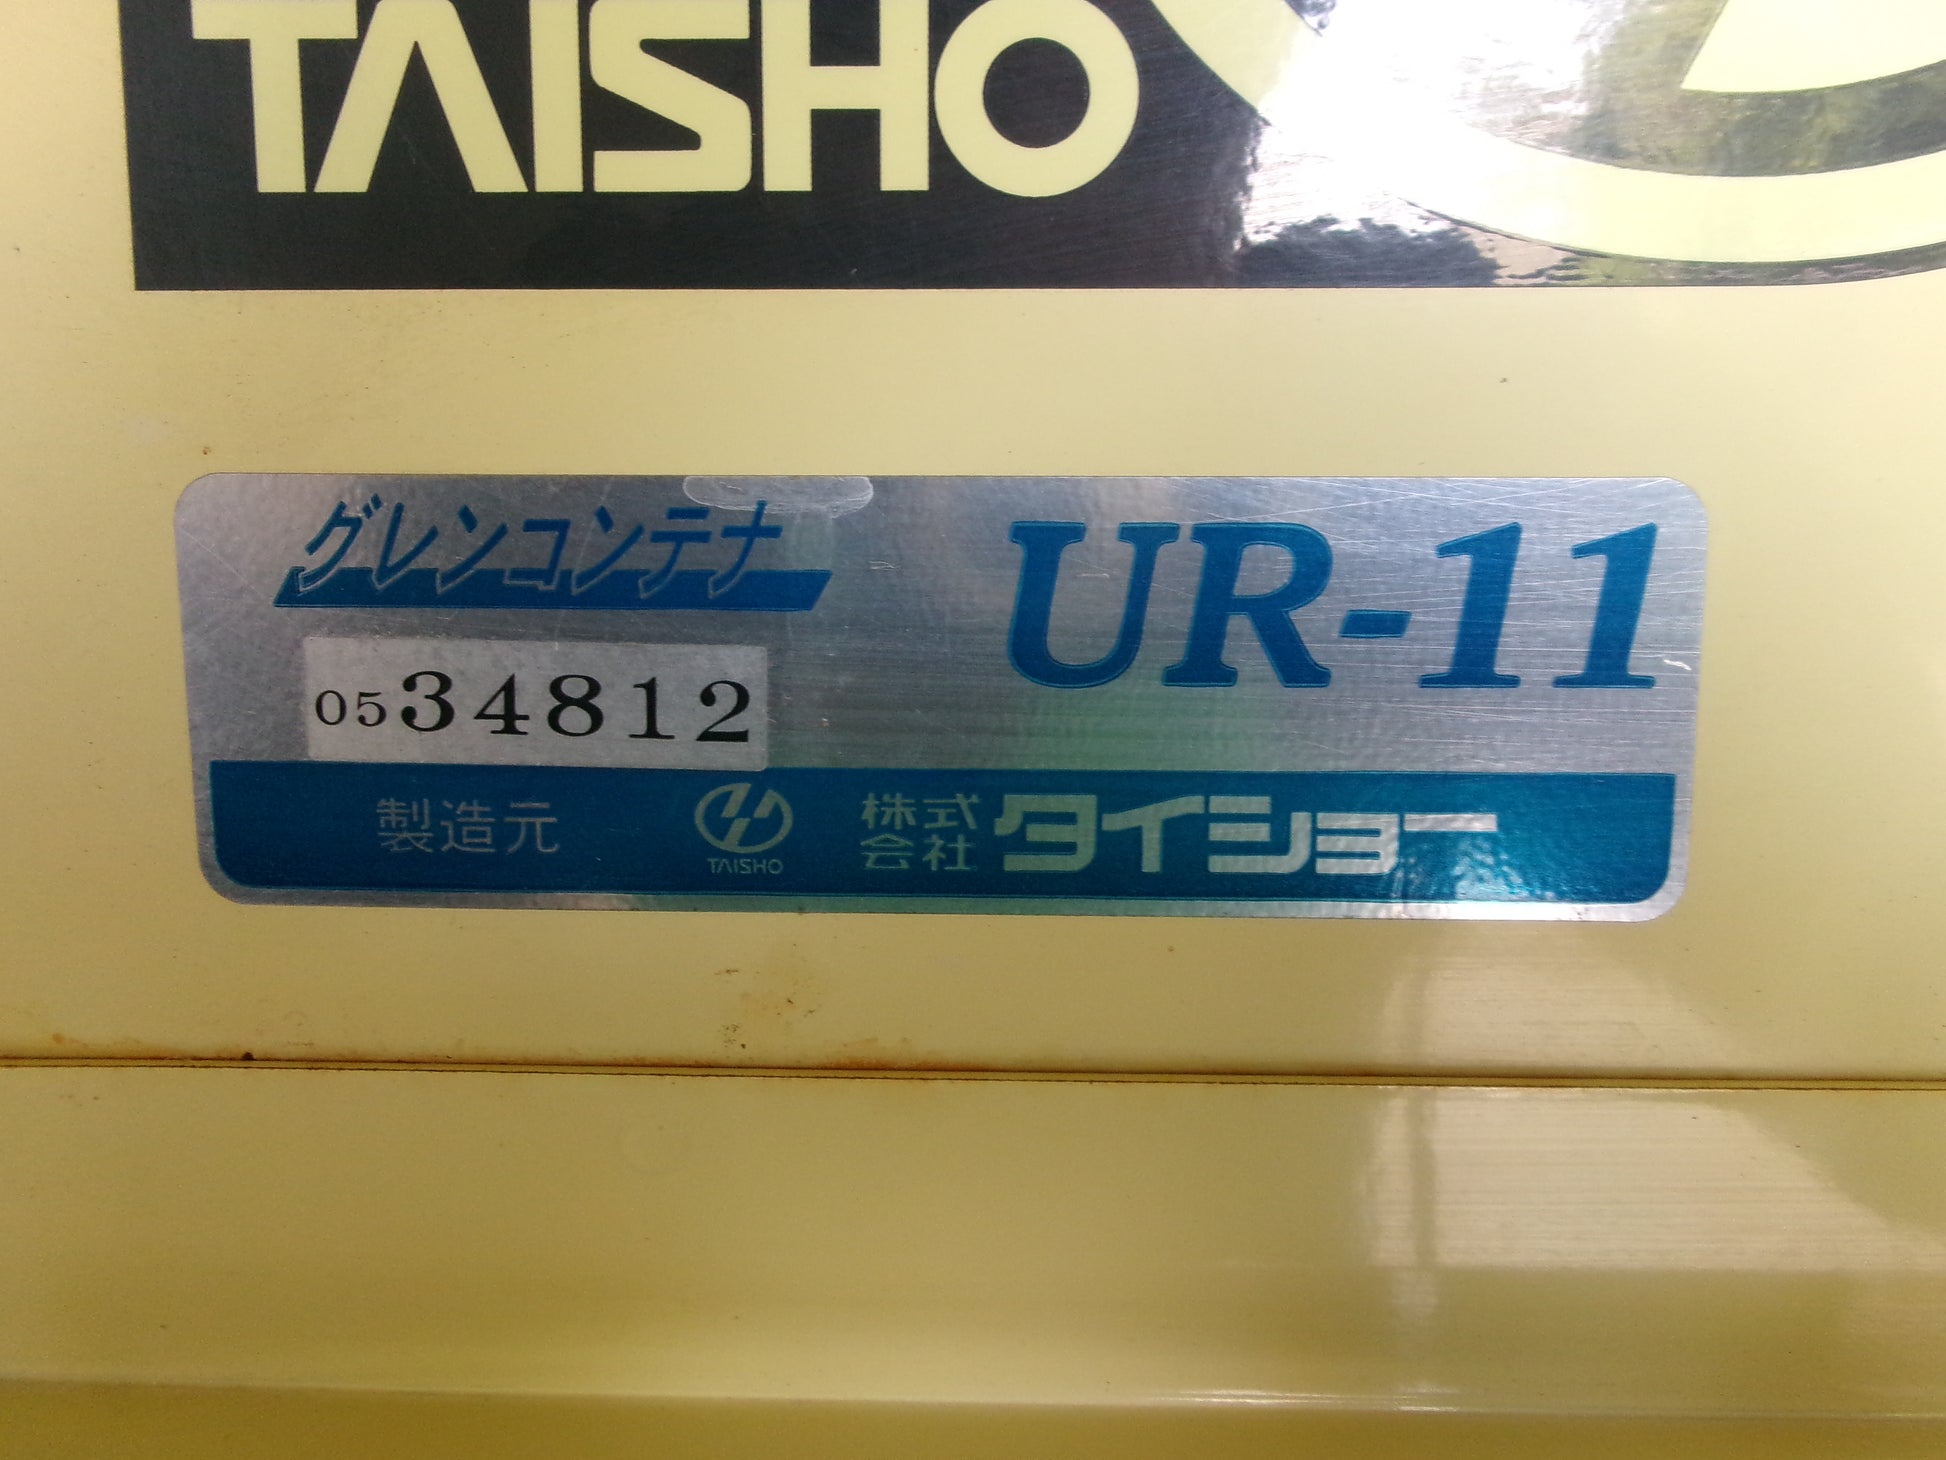 TAISHO
グレンコンテナ
UR-11
0534812
製造元 TAISHO 株式会社 タイショー